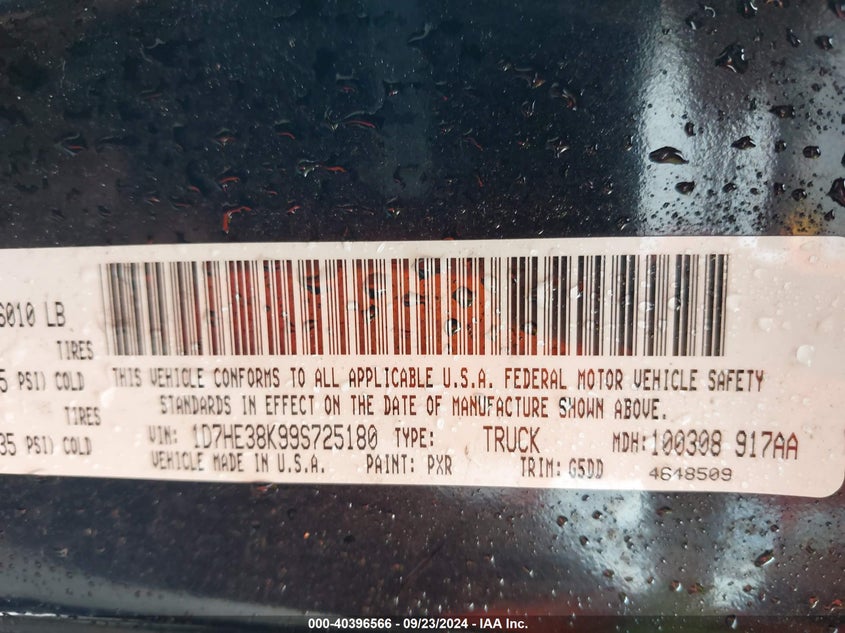 6010 LB
TIRES
5 PSI) COLD
TIRES
35 PSI) COLD
THIS VEHICLE CONFORMS TO ALL APPLICABLE U.S.A. FEDERAL MOTOR VEHICLE SAFETY
STANDARDS IN EFFECT ON THE DATE OF MANUFACTURE SHOWN ABOVE.
VIN: 1D7HE38K99S725180 TYPE: TRUCK MDH:100308 917AA
VEHICLE MADE IN U.S.A. PAINT: PXR TRIM: G5DD 4648509
000-40396566 / 09/23/2024 - IAA Inc.